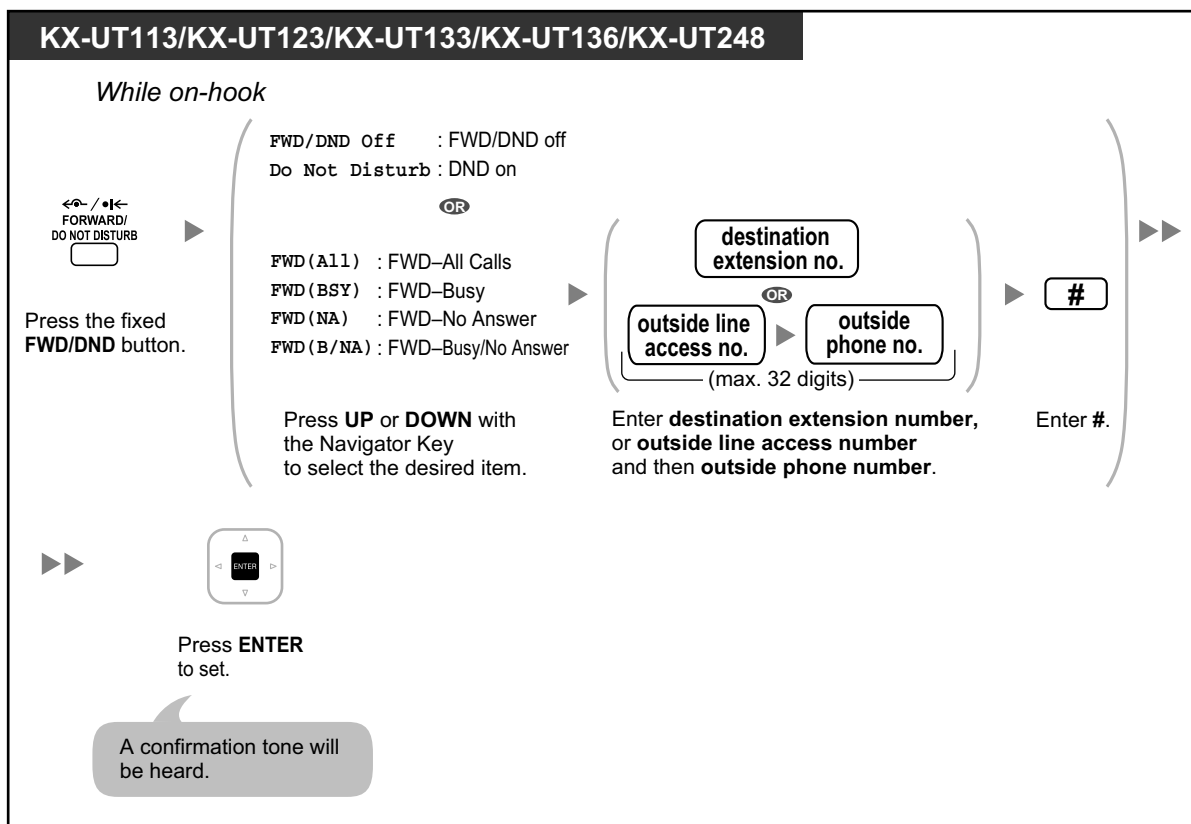 KX-UT113/KX-UT123/KX-UT133/KX-UT136/KX-UT248
While on-hook
FORWARD/
DO NOT DISTURB
Press the fixed
FWD/DND button.
FWD/DND Off : FWD/DND off
Do Not Disturb : DND on
OR
FWD(All) : FWD–All Calls
FWD(BSY) : FWD–Busy
FWD(NA) : FWD–No Answer
FWD(B/NA) : FWD–Busy/No Answer
Press UP or DOWN with
the Navigator Key
to select the desired item.
destination
extension no.
OR
outside line
access no.
outside
phone no.
(max. 32 digits)
Enter destination extension number,
or outside line access number
and then outside phone number.
#
Enter #.
ENTER
Press ENTER
to set.
A confirmation tone will
be heard.